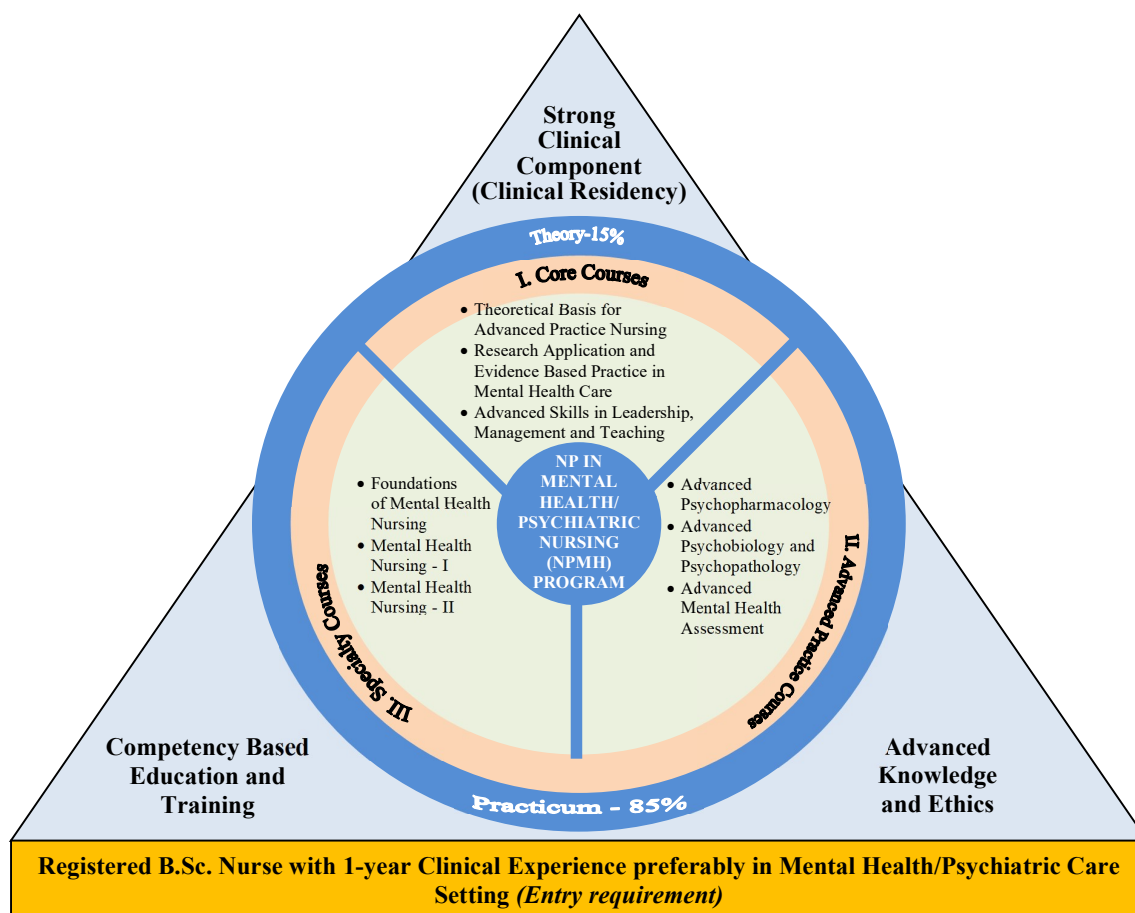 Strong
Clinical
Component
(Clinical Residency)
Theory-15%
I. Core Courses
• Theoretical Basis for
Advanced Practice Nursing
• Research Application and
Evidence Based Practice in
Mental Health Care
• Advanced Skills in Leadership,
Management and Teaching
NP IN
MENTAL
HEALTH/
PSYCHIATRIC
NURSING
(NPMH)
PROGRAM
• Foundations
of Mental Health
Nursing
• Mental Health
Nursing - I
• Mental Health
Nursing - II
• Advanced
Psychopharmacology
• Advanced
Psychobiology and
Psychopathology
• Advanced
Mental Health
Assessment
III. Specialty Courses
II. Advanced Practice Courses
Competency Based
Education and
Training
Advanced
Knowledge
and Ethics
Practicum - 85%
Registered B.Sc. Nurse with 1-year Clinical Experience preferably in Mental Health/Psychiatric Care
Setting (Entry requirement)